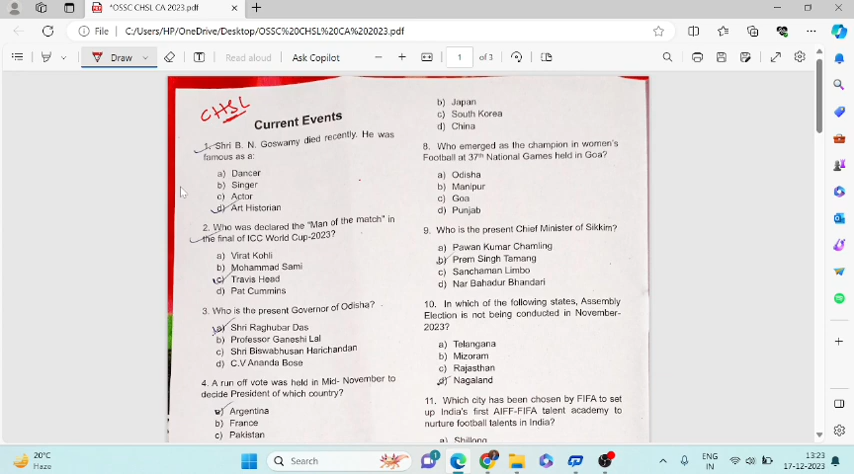 *OSSC CHSL CA 2023.pdf
File
C:/Users/HP/OneDrive/Desktop/OSSC%20CHSL%20CA%202023.pdf
Draw
Read aloud
Ask Copilot
1
of 3
CHSL
Current Events
1. Shri B. N. Goswamy died recently. He was
famous as a:
a) Dancer
b) Singer
c) Actor
d) Art Historian
2. Who was declared the "Man of the match" in
the final of ICC World Cup-2023?
a) Virat Kohli
b) Mohammad Sami
c) Travis Head
d) Pat Cummins
3. Who is the present Governor of Odisha?
a) Shri Raghubar Das
b) Professor Ganeshi Lal
c) Shri Biswabhusan Harichandan
d) C.V Ananda Bose
4. A run off vote was held in Mid- November to
decide President of which country?
a) Argentina
b) France
c) Pakistan
b) Japan
c) South Korea
d) China
8. Who emerged as the champion in women's
Football at 37th National Games held in Goa?
a) Odisha
b) Manipur
c) Goa
d) Punjab
9. Who is the present Chief Minister of Sikkim?
a) Pawan Kumar Chamling
b) Prem Singh Tamang
c) Sanchaman Limbo
d) Nar Bahadur Bhandari
10. In which of the following states, Assembly
Election is not being conducted in November-
2023?
a) Telangana
b) Mizoram
c) Rajasthan
d) Nagaland
11. Which city has been chosen by FIFA to set
up India's first AIFF-FIFA talent academy to
nurture football talents in India?
a) Shillong
20°C
Haze
Search
ENG
IN
13:23
17-12-2023